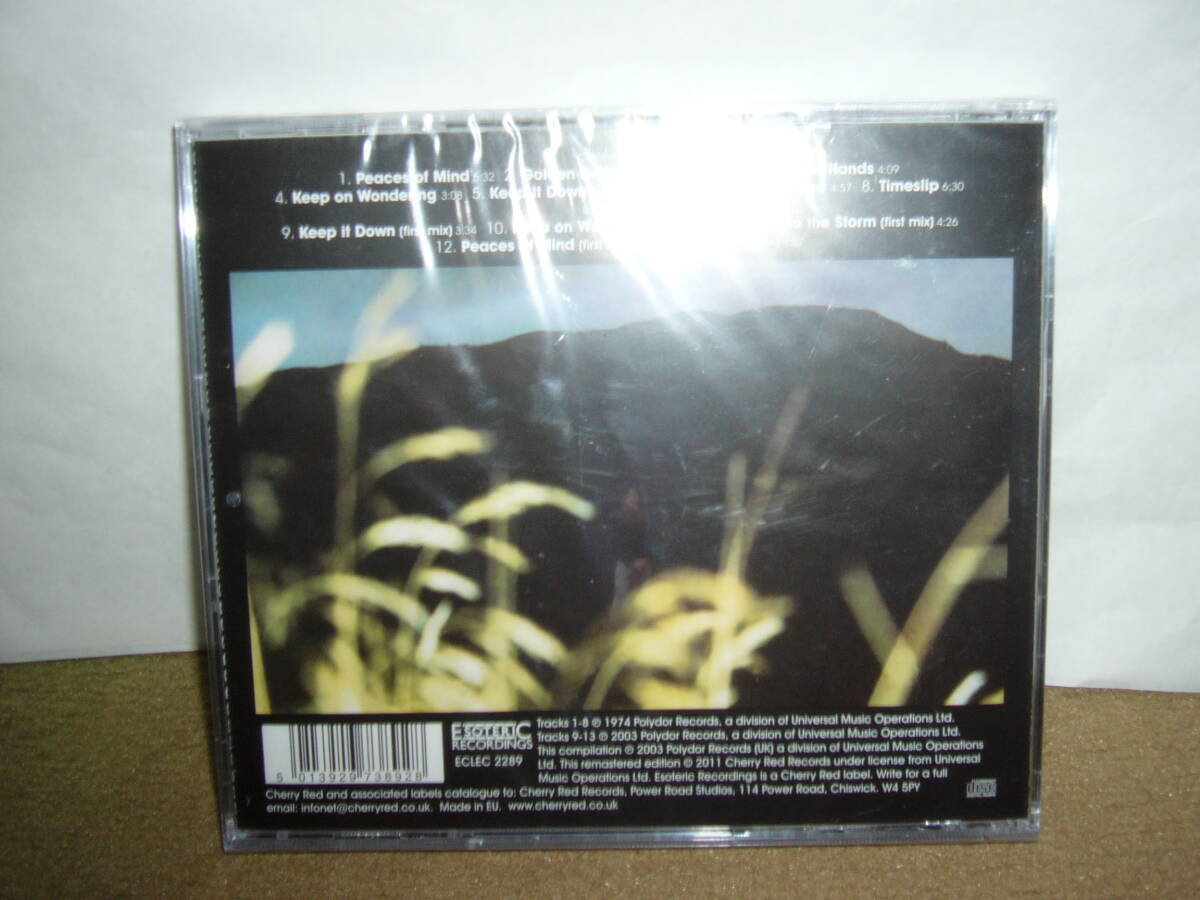 1. Peaces of Mind 6:32 2. Hands 4:09
4. Keep on Wondering 3:08 5. Keep it Down 4:57 8. Timeslip 6:30
9. Keep it Down (first mix) 3:34 10. on the Storm (first mix) 4:26
12. Peaces of Mind (first
ESOTERIC
RECORDINGS
ECLEC 2289
5 013929 738928
Tracks 1-8 ℗ 1974 Polydor Records, a division of Universal Music Operations Ltd.
Tracks 9-13 ℗ 2003 Polydor Records, a division of Universal Music Operations Ltd.
This compilation ℗ 2003 Polydor Records (UK) a division of Universal Music Operations
Ltd. This remastered edition ℗ 2011 Cherry Red Records under license from Universal
Music Operations Ltd. Esoteric Recordings is a Cherry Red label. Write for a full
Cherry Red and associated labels catalogue to: Cherry Red Records, Power Road Studios, 114 Power Road, Chiswick. W4 5PY
email: infonet@cherryred.co.uk. Made in EU. www.cherryred.co.uk